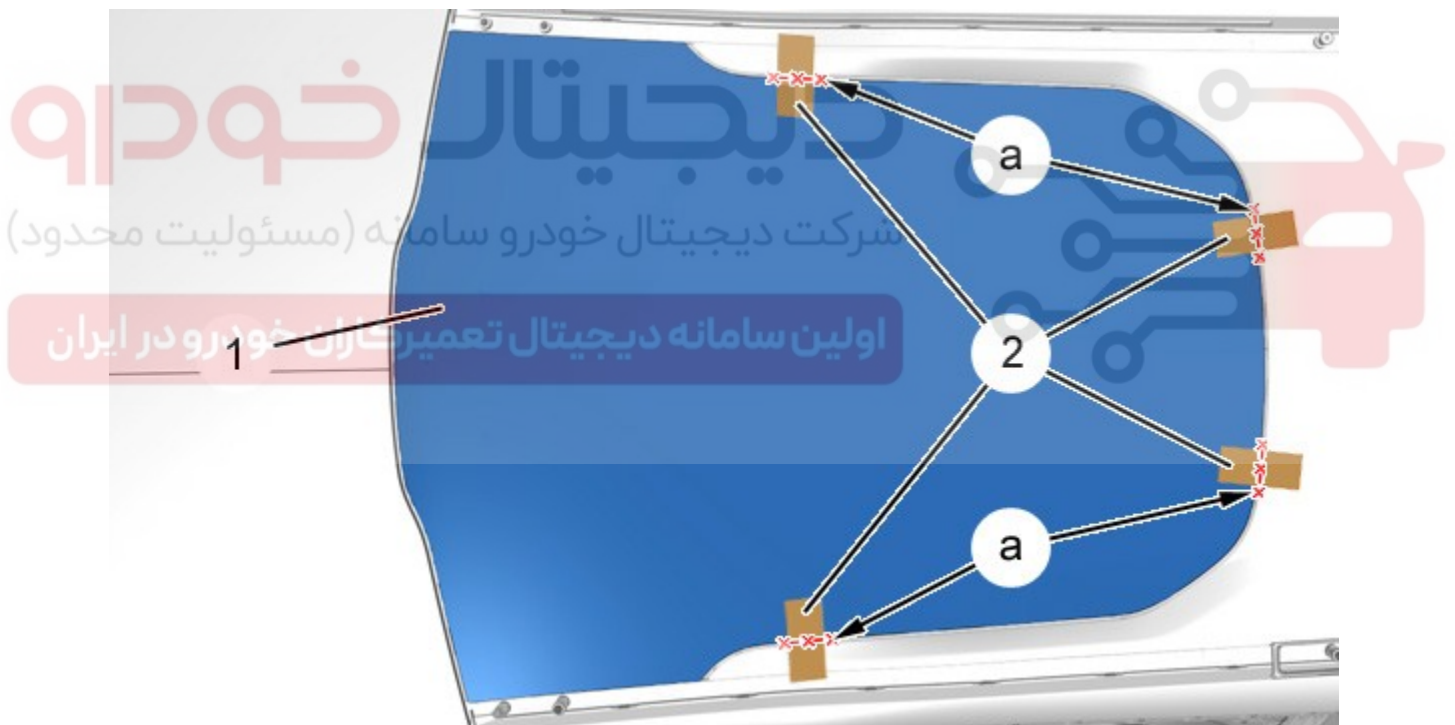 دیجیتال خودرو
شرکت دیجیتال خودرو سامانه (مسئولیت محدود)
اولین سامانه دیجیتال تعمیرکاران خودرو در ایران
a
1
2
a